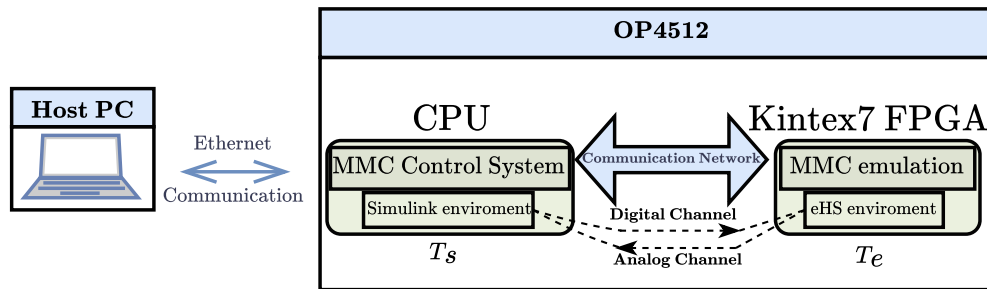 OP4512
Host PC
Ethernet
Communication
CPU
Kintex7 FPGA
Communication Network
MMC Control System
MMC emulation
Simulink enviroment
eHS enviroment
Digital Channel
Analog Channel
Ts
Te